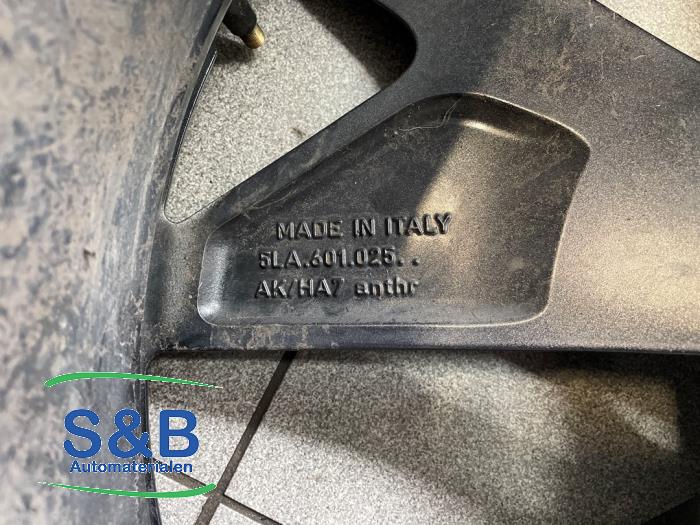 MADE IN ITALY
5LA.601.025. .
AK/HA7 anthr
S&B
Automaterialen